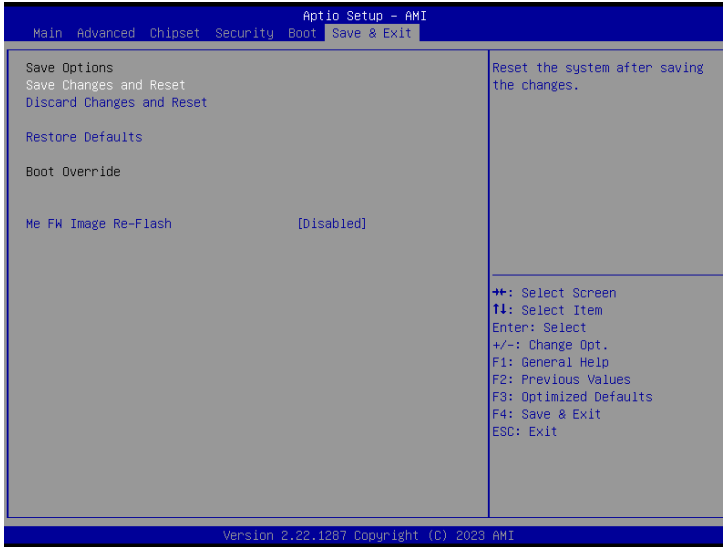 Aptio Setup - AMI
Main Advanced Chipset Security Boot Save & Exit
Save Options
Save Changes and Reset
Discard Changes and Reset
Restore Defaults
Boot Override
Me FW Image Re-Flash [Disabled]
Reset the system after saving
the changes.
→←: Select Screen
↑↓: Select Item
Enter: Select
+/-: Change Opt.
F1: General Help
F2: Previous Values
F3: Optimized Defaults
F4: Save & Exit
ESC: Exit
Version 2.22.1287 Copyright (C) 2023 AMI